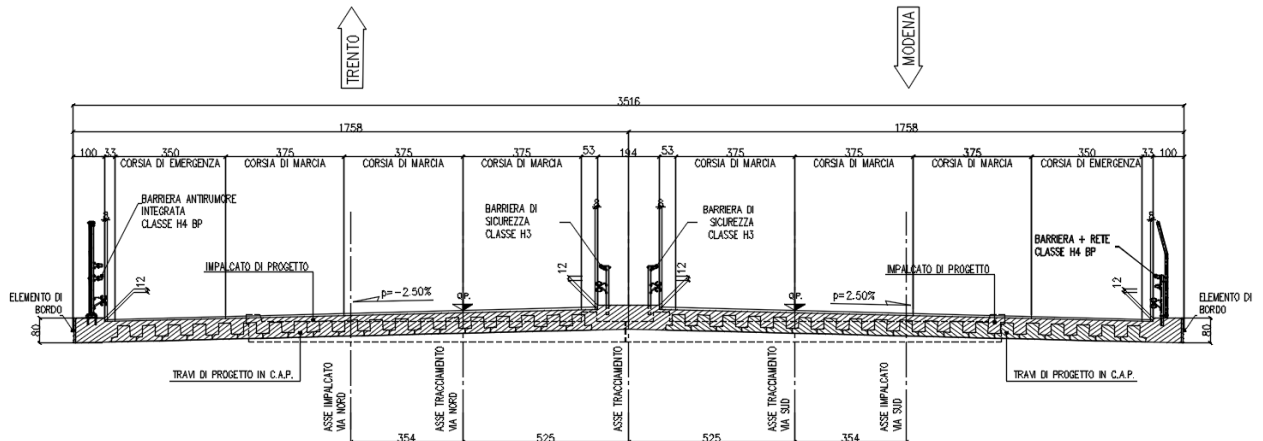 TRENTO
MODENA
3516
1758
1758
100 33 350 375 375 375 53 194 53 375 375 375 350 33 100
CORSIA DI EMERGENZA
CORSIA DI MARCIA
CORSIA DI MARCIA
CORSIA DI MARCIA
CORSIA DI MARCIA
CORSIA DI MARCIA
CORSIA DI MARCIA
CORSIA DI EMERGENZA
BARRIERA ANTIRUMORE
INTEGRATA
CLASSE H4 BP
BARRIERA DI
SICUREZZA
CLASSE H3
BARRIERA DI
SICUREZZA
CLASSE H3
BARRIERA + RETE
CLASSE H4 BP
IMPALCATO DI PROGETTO
IMPALCATO DI PROGETTO
12
12
12
12
p=-2.50%
Q.P.
Q.P.
p=2.50%
ELEMENTO DI
BORDO
ELEMENTO DI
BORDO
80
80
TRAVI DI PROGETTO IN C.A.P.
TRAVI DI PROGETTO IN C.A.P.
ASSE IMPALCATO
VIA NORD
ASSE TRACCIAMENTO
VIA NORD
ASSE TRACCIAMENTO
ASSE TRACCIAMENTO
VIA SUD
ASSE IMPALCATO
VIA SUD
354
525
525
354